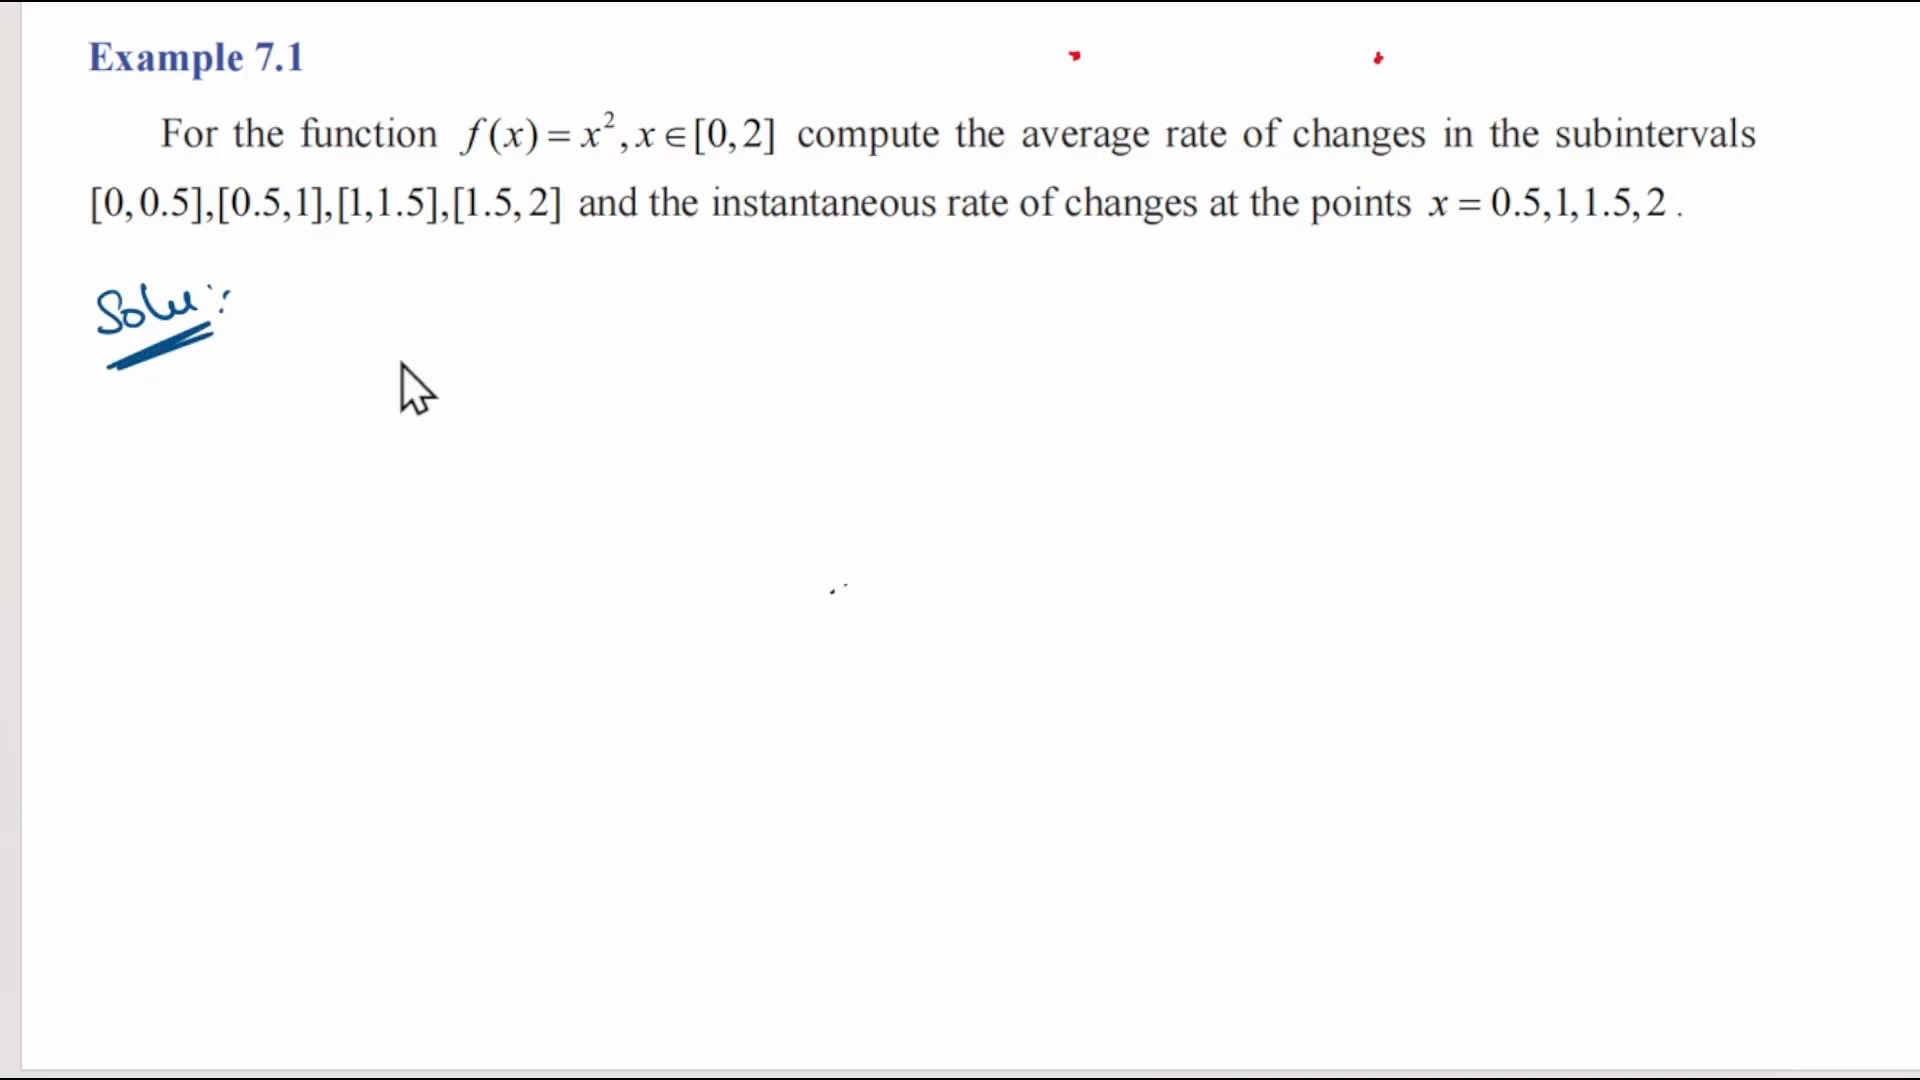 Example 7.1
For the function f(x) = x², x ∈ [0, 2] compute the average rate of changes in the subintervals
[0, 0.5], [0.5, 1], [1, 1.5], [1.5, 2] and the instantaneous rate of changes at the points x = 0.5, 1, 1.5, 2 .
Solu :